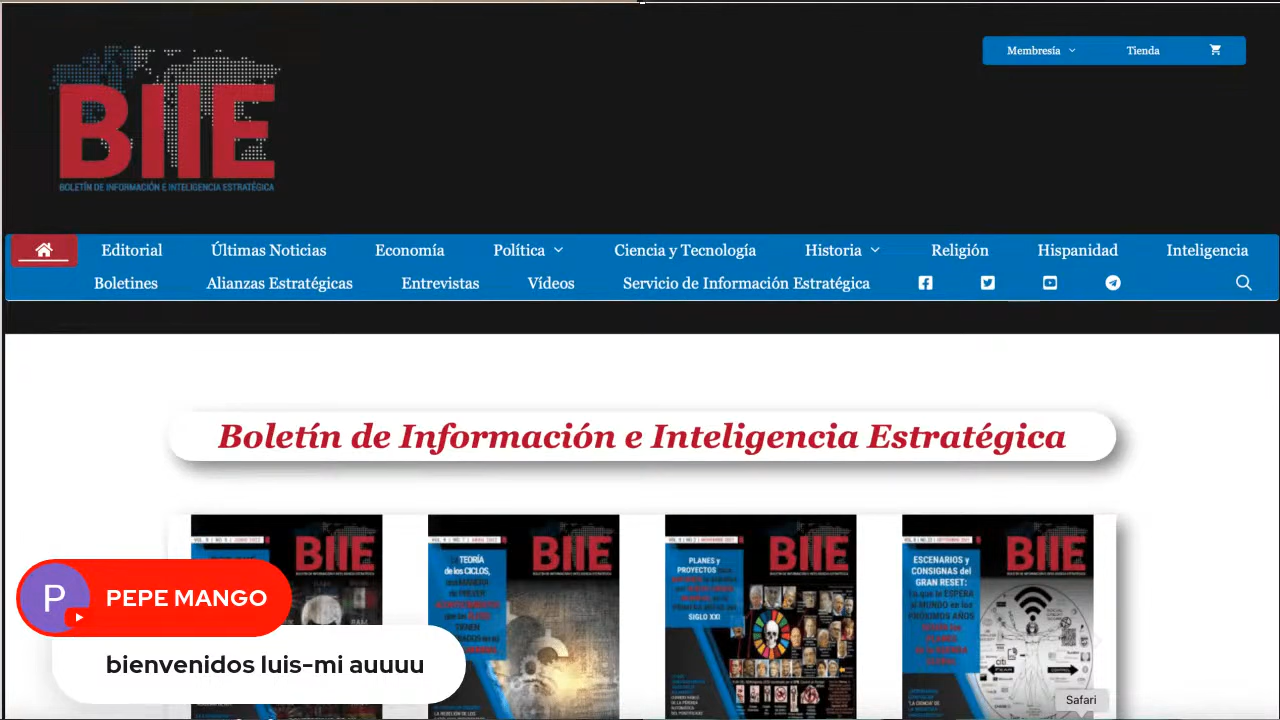 Membresía
Tienda
BIIE
BOLETÍN DE INFORMACIÓN E INTELIGENCIA ESTRATÉGICA
Editorial
Últimas Noticias
Economía
Política
Ciencia y Tecnología
Historia
Religión
Hispanidad
Inteligencia
Boletines
Alianzas Estratégicas
Entrevistas
Vídeos
Servicio de Información Estratégica
Boletín de Información e Inteligencia Estratégica
BIIE
TEORÍA
de los CICLOS,
BIIE
PLANES y
PROYECTOS
SIGLO XXI
BIIE
ESCENARIOS y
CONSIGNAS del
GRAN RESET:
BIIE
P
PEPE MANGO
bienvenidos luis-mi auuuu
Safari